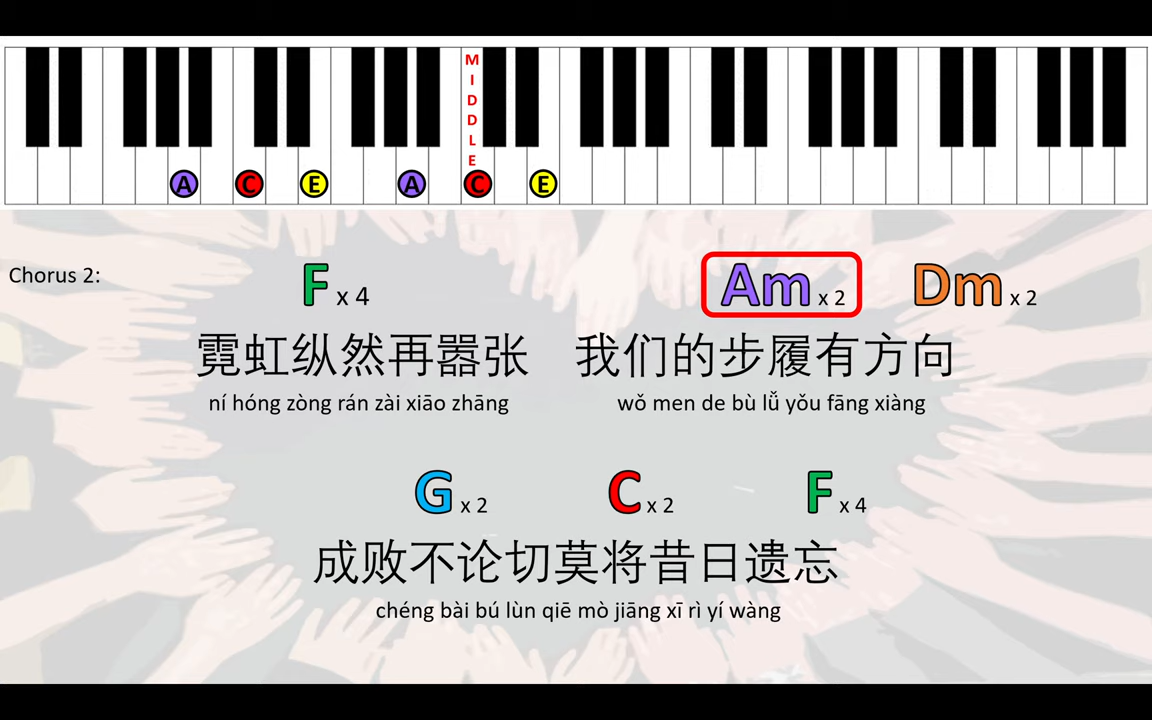 MIDDLE
A C E A C E
Chorus 2:
F x 4 Am x 2 Dm x 2
霓虹纵然再嚣张 我们的步履有方向
ní hóng zòng rán zài xiāo zhāng wǒ men de bù lǚ yǒu fāng xiàng
G x 2 C x 2 F x 4
成败不论切莫将昔日遗忘
chéng bài bú lùn qiē mò jiāng xī rì yí wàng